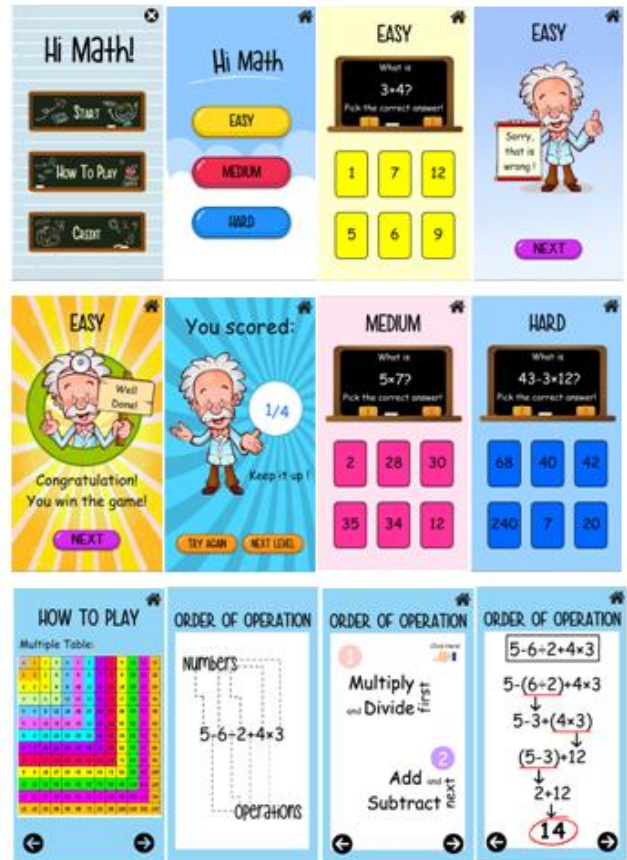 Hi Math!
START
HOW TO PLAY
CREDIT
Hi Math
EASY
MEDIUM
HARD
EASY
What is
3+4?
Pick the correct answer!
1 7 12
5 6 9
EASY
Sorry,
that is
wrong !
NEXT
EASY
Well
Done!
Congratulation!
You win the game!
NEXT
You scored:
1/4
Keep it up !
TRY AGAIN NEXT LEVEL
MEDIUM
What is
5×7?
Pick the correct answer!
2 28 30
35 34 12
HARD
What is
43-3×12?
Pick the correct answer!
68 40 42
240 7 20
HOW TO PLAY
Multiple Table:
ORDER OF OPERATION
Numbers
5-6÷2+4×3
Operations
ORDER OF OPERATION
1
Multiply
and Divide first
2
Add and
Subtract next
ORDER OF OPERATION
5-6÷2+4×3
5-(6÷2)+4×3
5-3+(4×3)
(5-3)+12
2+12
14